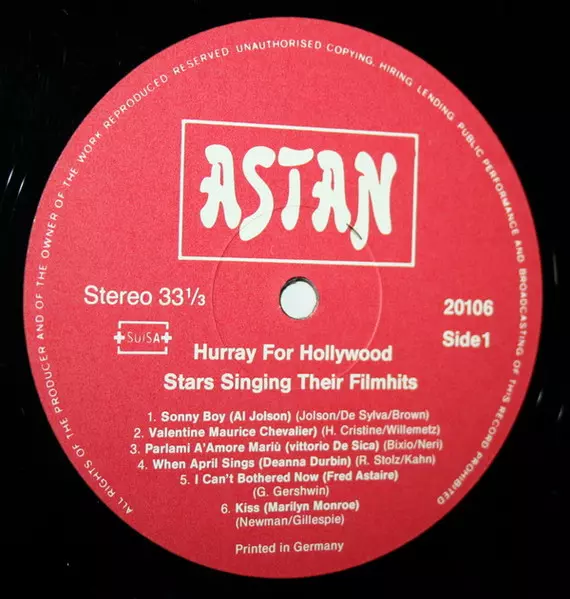 ALL RIGHTS OF THE PRODUCER AND OF THE OWNER OF THE WORK REPRODUCED RESERVED. UNAUTHORISED COPYING, HIRING, LENDING, PUBLIC PERFORMANCE AND BROADCASTING OF THIS RECORD PROHIBITED
ASTAN
Stereo 33 1/3
20106
SUISA
Side1
Hurray For Hollywood
Stars Singing Their Filmhits
1. Sonny Boy (Al Jolson) (Jolson/De Sylva/Brown)
2. Valentine Maurice Chevalier) (H. Cristine/Willemetz)
3. Parlami A'Amore Mariù (vittorio De Sica) (Bixio/Neri)
4. When April Sings (Deanna Durbin) (R. Stolz/Kahn)
5. I Can't Bothered Now (Fred Astaire)
(G. Gershwin)
6. Kiss (Marilyn Monroe)
(Newman/Gillespie)
Printed in Germany